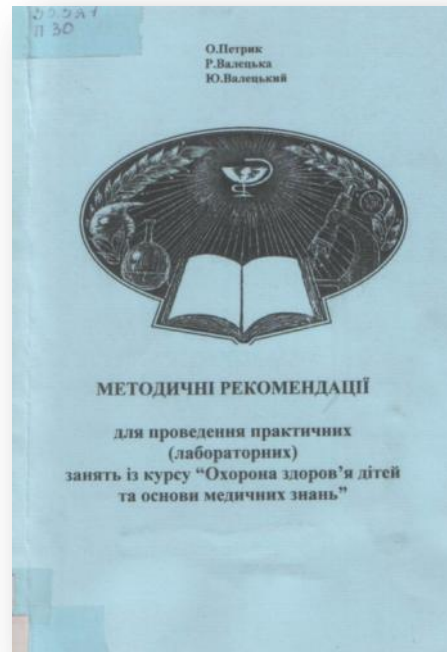 П 30
О.Петрик
Р.Валецька
Ю.Валецький
МЕТОДИЧНІ РЕКОМЕНДАЦІЇ
для проведення практичних
(лабораторних)
занять із курсу “Охорона здоров’я дітей
та основи медичних знань”